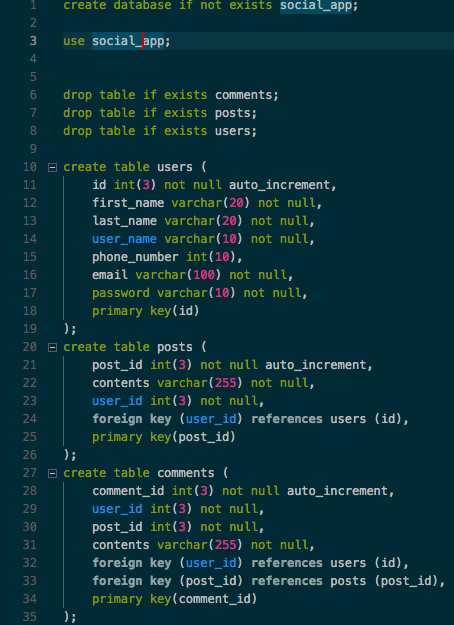 1 create database if not exists social_app;
2
3 use social_app;
4
5
6 drop table if exists comments;
7 drop table if exists posts;
8 drop table if exists users;
9
10 create table users (
11 id int(3) not null auto_increment,
12 first_name varchar(20) not null,
13 last_name varchar(20) not null,
14 user_name varchar(10) not null,
15 phone_number int(10),
16 email varchar(100) not null,
17 password varchar(10) not null,
18 primary key(id)
19 );
20 create table posts (
21 post_id int(3) not null auto_increment,
22 contents varchar(255) not null,
23 user_id int(3) not null,
24 foreign key (user_id) references users (id),
25 primary key(post_id)
26 );
27 create table comments (
28 comment_id int(3) not null auto_increment,
29 user_id int(3) not null,
30 post_id int(3) not null,
31 contents varchar(255) not null,
32 foreign key (user_id) references users (id),
33 foreign key (post_id) references posts (post_id),
34 primary key(comment_id)
35 );